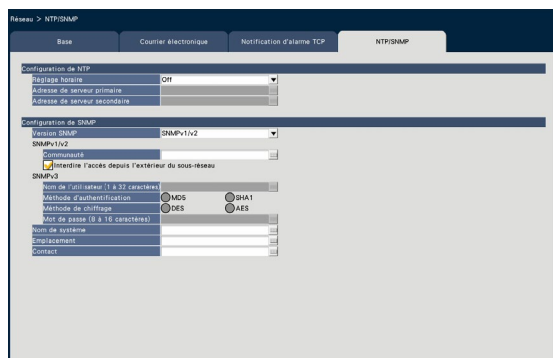 Réseau > NTP/SNMP
Base
Courrier électronique
Notification d'alarme TCP
NTP/SNMP
Configuration de NTP
Réglage horaire Off
Adresse de serveur primaire
Adresse de serveur secondaire
Configuration de SNMP
Version SNMP SNMPv1/v2
SNMPv1/v2
Communauté
Interdire l'accès depuis l'extérieur du sous-réseau
SNMPv3
Nom de l'utilisateur (1 à 32 caractères)
Méthode d'authentification MD5 SHA1
Méthode de chiffrage DES AES
Mot de passe (8 à 16 caractères)
Nom de système
Emplacement
Contact